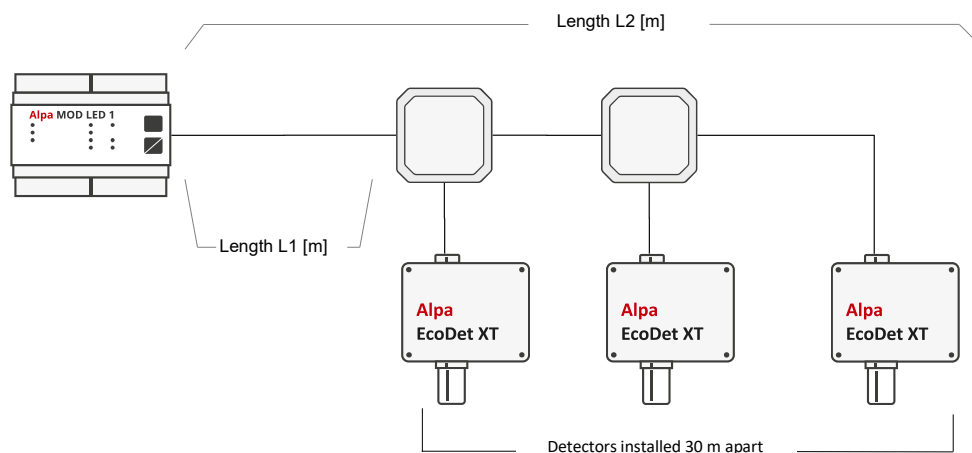 Length L2 [m]
Alpa MOD LED 1
Length L1 [m]
Alpa
EcoDet XT
Alpa
EcoDet XT
Alpa
EcoDet XT
Detectors installed 30 m apart